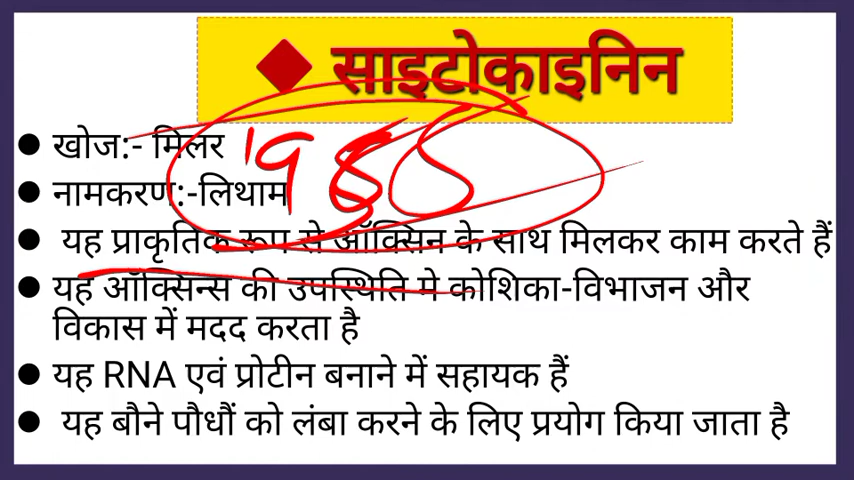 साइटोकाइनिन
खोज:- मिलर
नामकरण:-लिथाम
यह प्राकृतिक रूप से ऑक्सिन के साथ मिलकर काम करते हैं
यह ऑक्सिन्स की उपस्थिति मे कोशिका-विभाजन और
विकास में मदद करता है
यह RNA एवं प्रोटीन बनाने में सहायक हैं
यह बौने पौधौं को लंबा करने के लिए प्रयोग किया जाता है